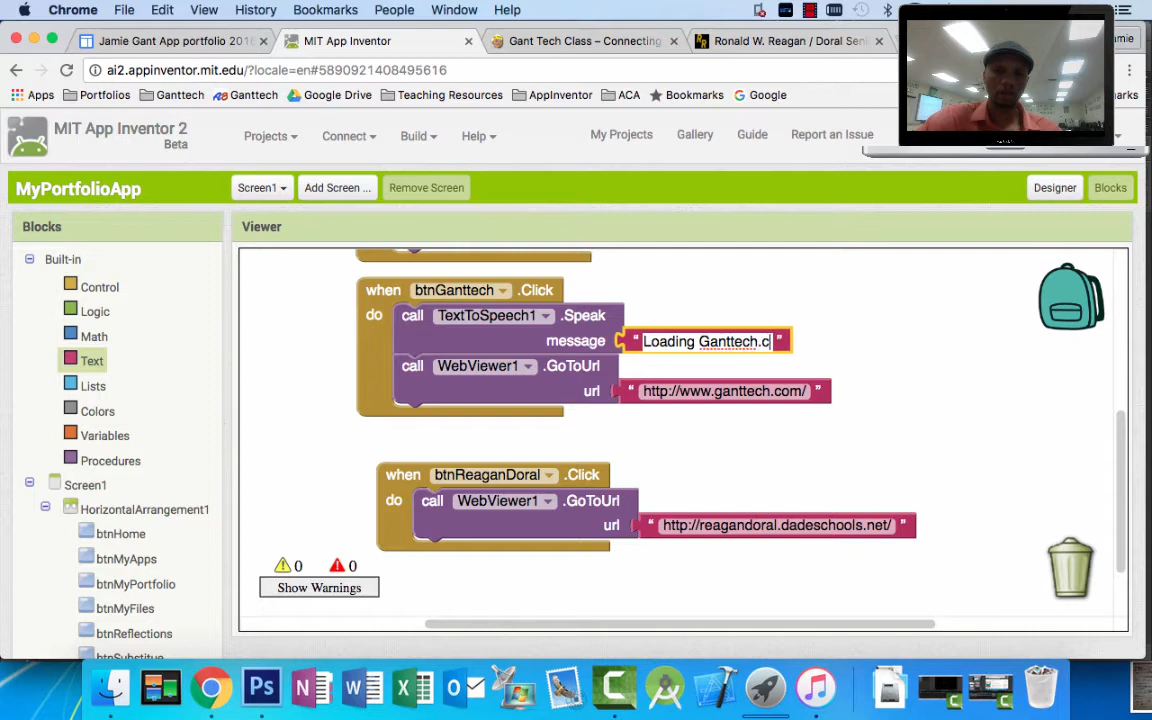 Chrome File Edit View History Bookmarks People Window Help
Jamie Gant App portfolio 2016
MIT App Inventor
Gant Tech Class – Connecting
Ronald W. Reagan / Doral Seni
ai2.appinventor.mit.edu/?locale=en#5890921408495616
Apps Portfolios Ganttech Ganttech Google Drive Teaching Resources AppInventor ACA Bookmarks Google
MIT App Inventor 2
Beta
Projects Connect Build Help My Projects Gallery Guide Report an Issue
MyPortfolioApp Screen1 Add Screen ... Remove Screen Designer Blocks
Blocks Viewer
Built-in
Control
Logic
Math
Text
Lists
Colors
Variables
Procedures
Screen1
HorizontalArrangement1
btnHome
btnMyApps
btnMyPortfolio
btnMyFiles
btnReflections
when btnGanttech .Click
do call TextToSpeech1 .Speak
message “ Loading Ganttech.c ”
call WebViewer1 .GoToUrl
url “ http://www.ganttech.com/ ”
when btnReaganDoral .Click
do call WebViewer1 .GoToUrl
url “ http://reagandoral.dadeschools.net/ ”
0 0
Show Warnings